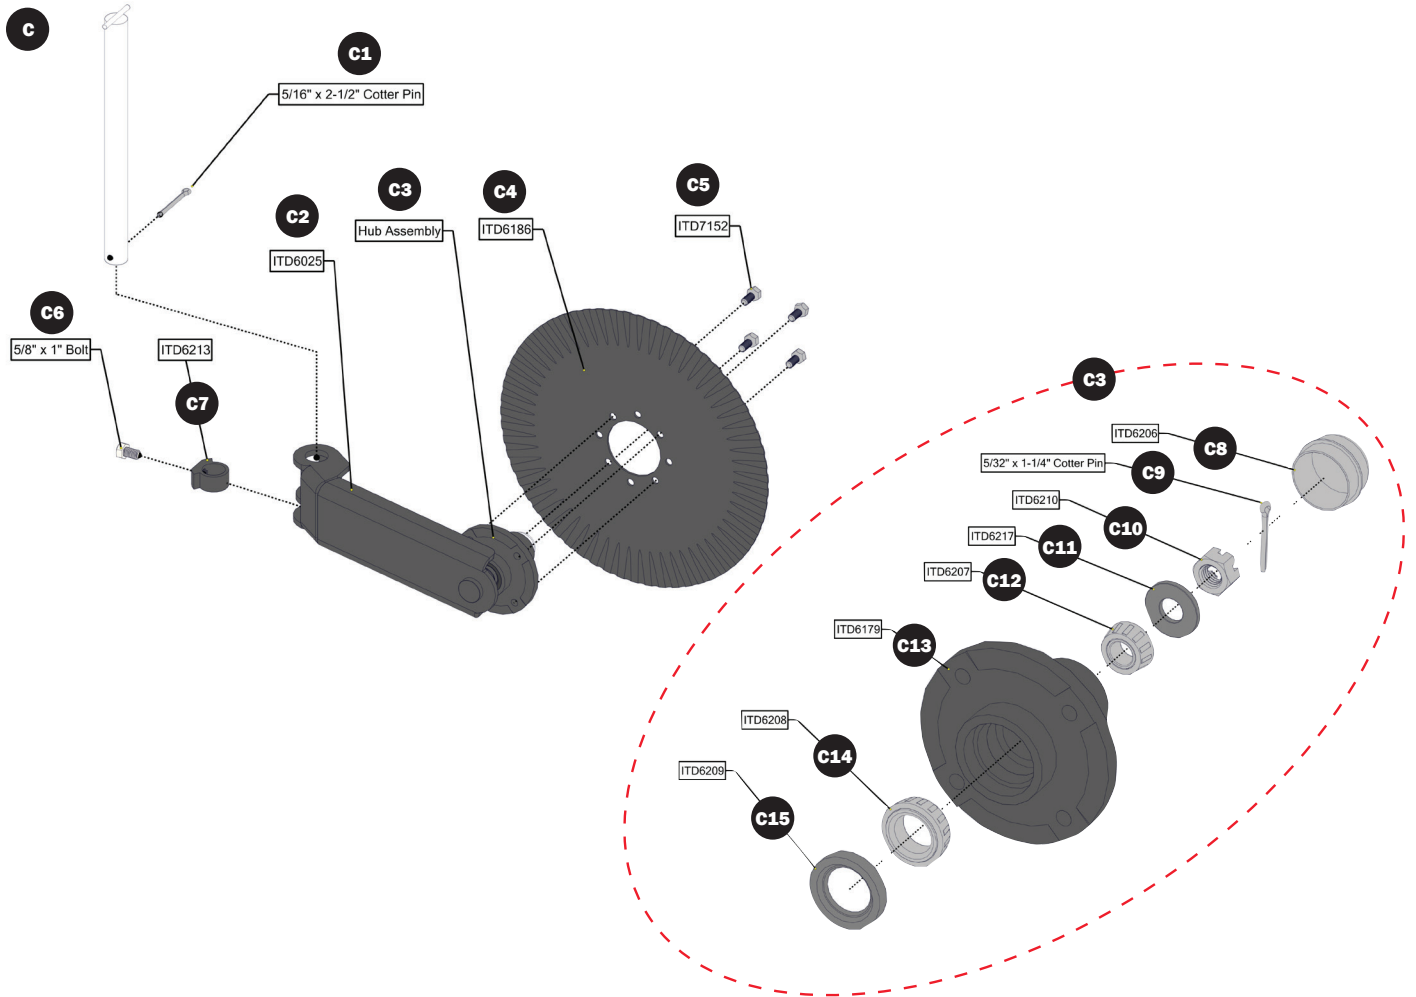 C
C1
5/16" x 2-1/2" Cotter Pin
C2
ITD6025
C3
Hub Assembly
C4
ITD6186
C5
ITD7152
C6
5/8" x 1" Bolt
ITD6213
C7
C3
ITD6206
C8
5/32" x 1-1/4" Cotter Pin
C9
ITD6210
C10
ITD6217
C11
ITD6207
C12
ITD6179
C13
ITD6208
C14
ITD6209
C15